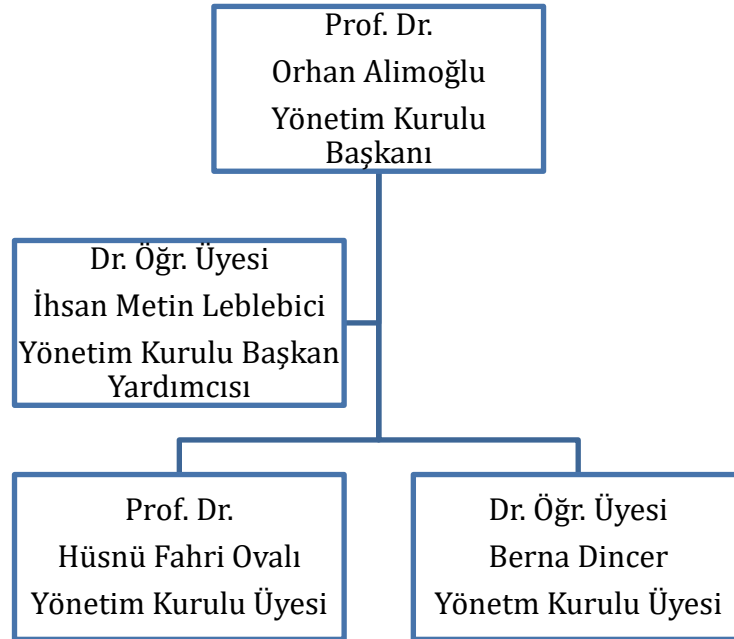 Prof. Dr.
Orhan Alimoğlu
Yönetim Kurulu
Başkanı
Dr. Öğr. Üyesi
İhsan Metin Leblebici
Yönetim Kurulu Başkan
Yardımcısı
Prof. Dr.
Hüsnü Fahri Ovalı
Yönetim Kurulu Üyesi
Dr. Öğr. Üyesi
Berna Dincer
Yönetm Kurulu Üyesi